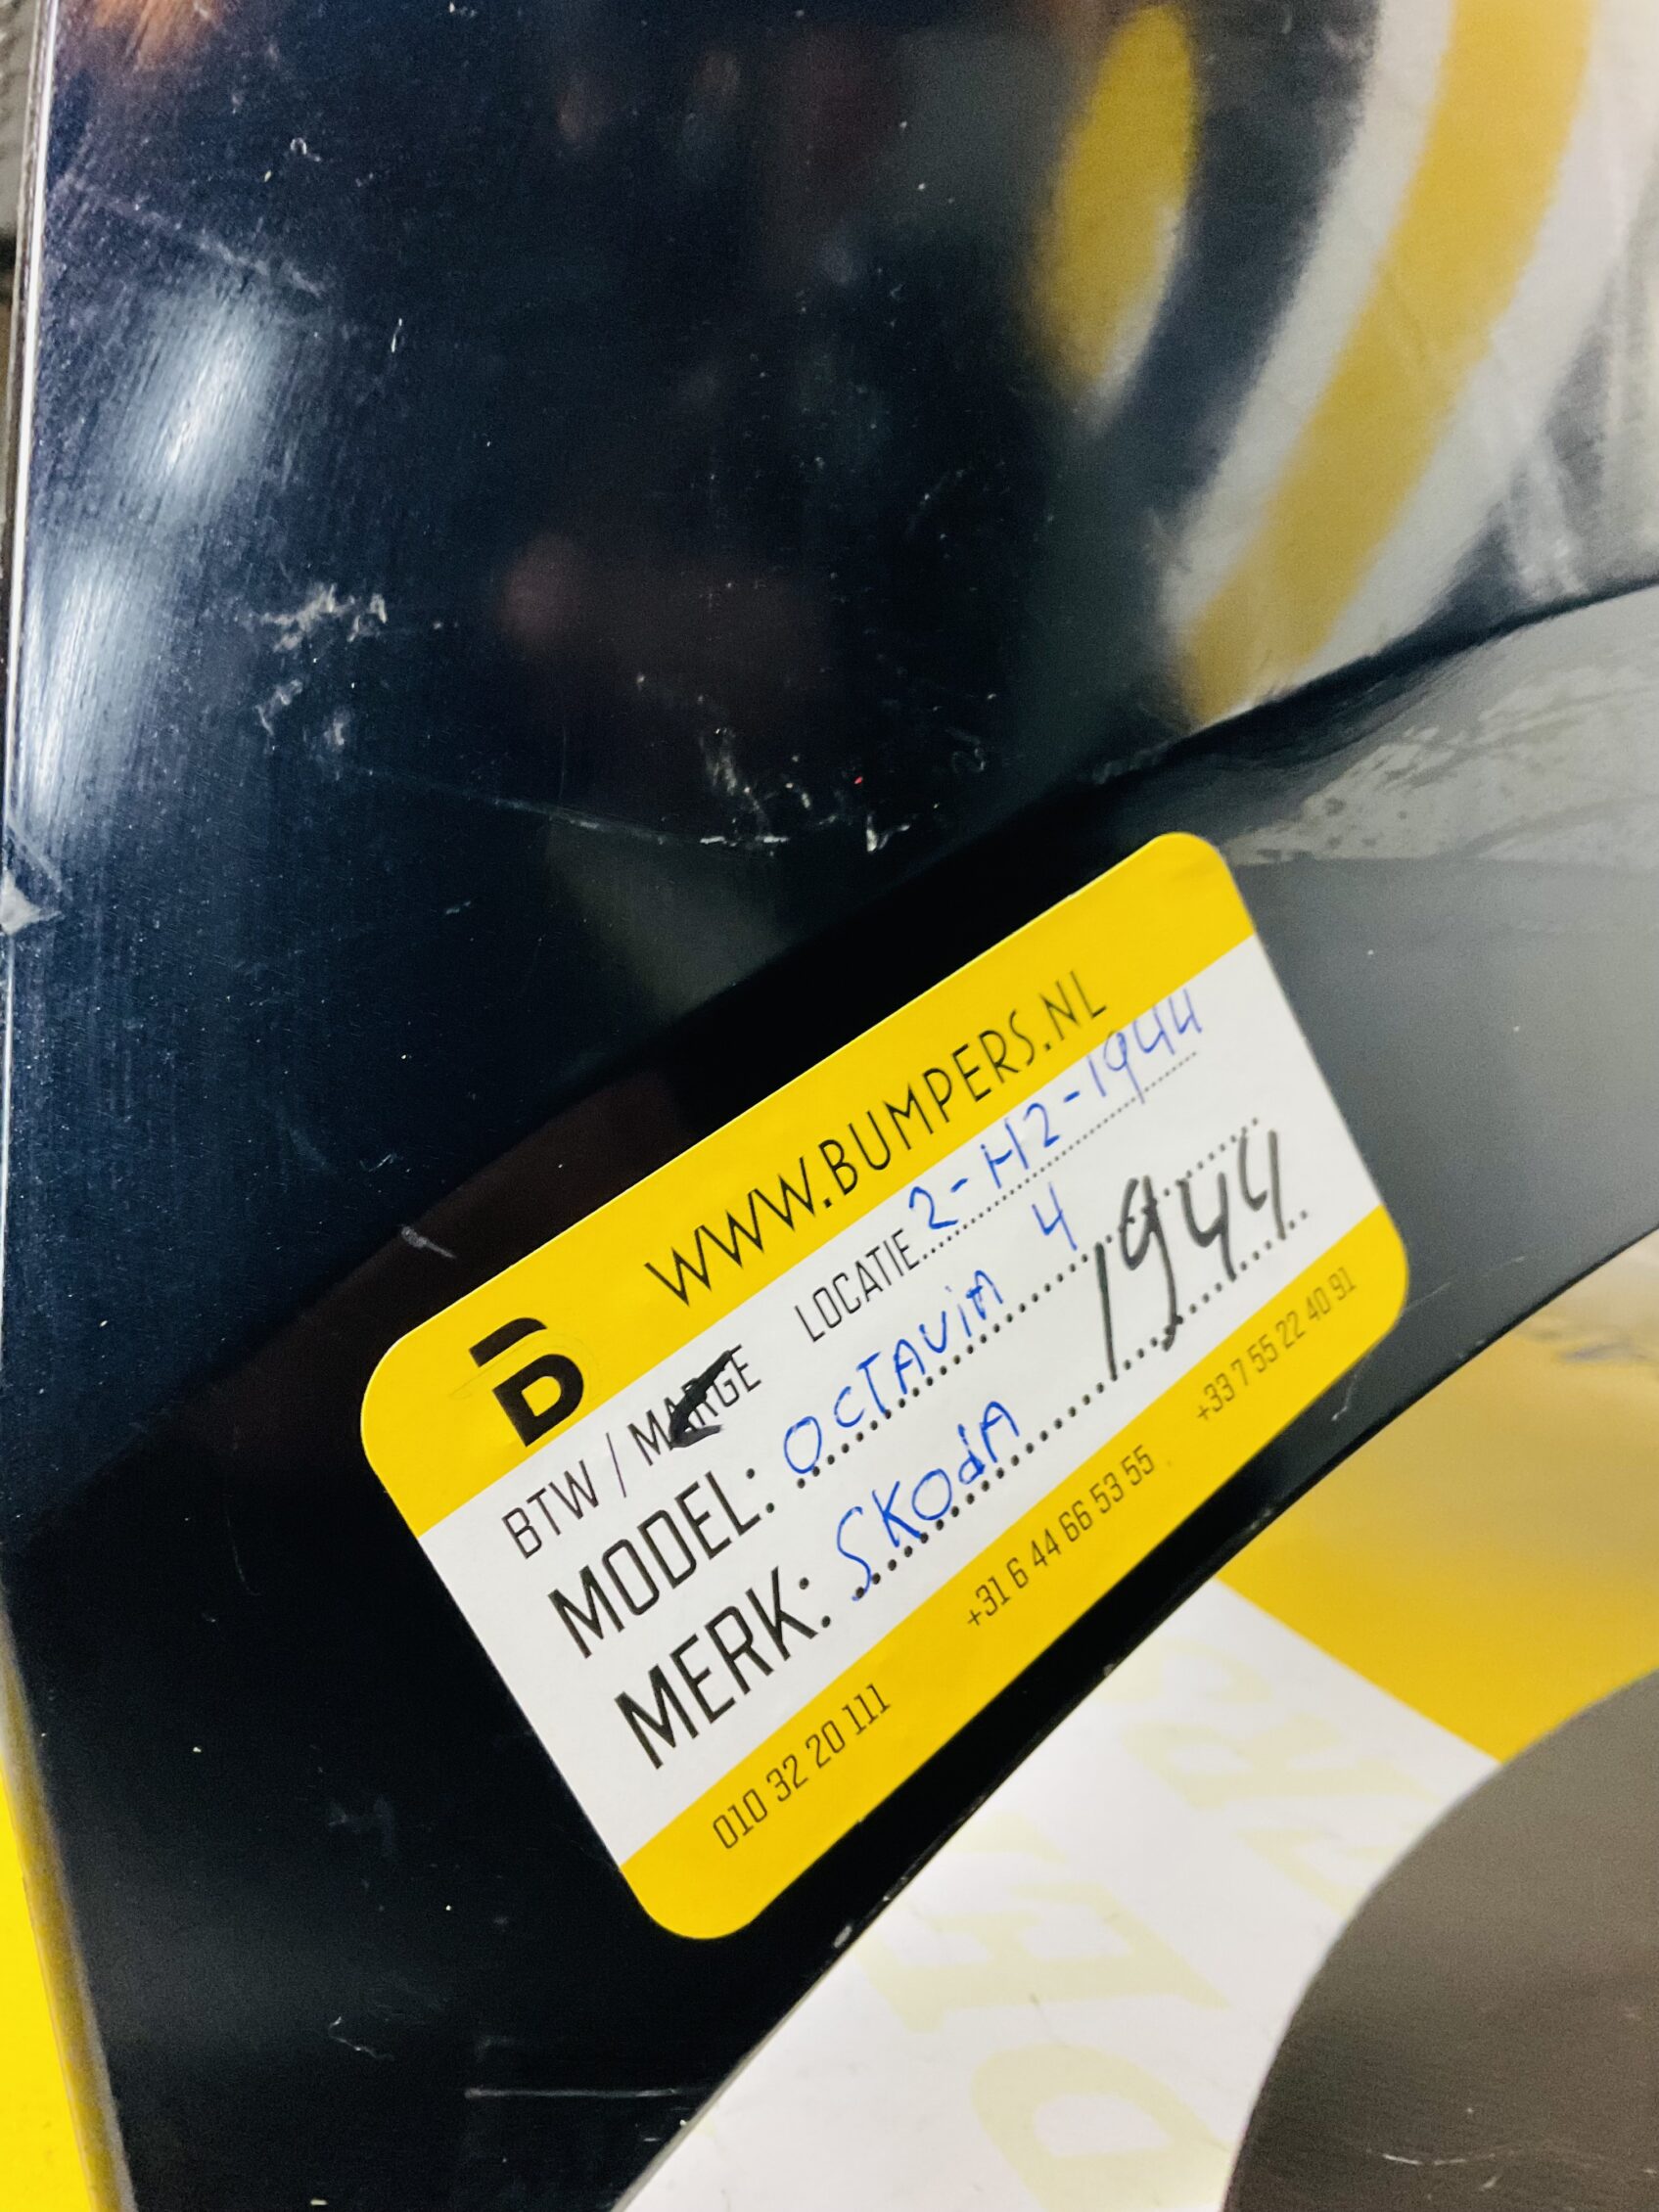 WWW.BUMPERS.NL
BTW / MARGE LOCATIE 2-H2-1944
MODEL: OCTAViA 4
MERK: SKOdA 1944
010 32 20 111 +31 6 44 66 53 55 +33 7 55 22 40 91